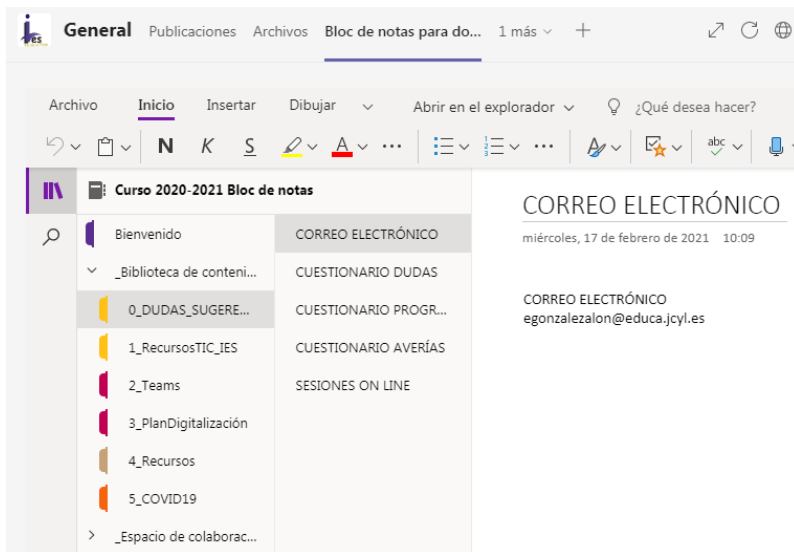 ies
General Publicaciones Archivos Bloc de notas para do... 1 más
Archivo Inicio Insertar Dibujar Abrir en el explorador ¿Qué desea hacer?
N K S A ... ... abc
Curso 2020-2021 Bloc de notas
Bienvenido
_Biblioteca de conteni...
0_DUDAS_SUGERE...
1_RecursosTIC_IES
2_Teams
3_PlanDigitalización
4_Recursos
5_COVID19
_Espacio de colaborac...
CORREO ELECTRÓNICO
CUESTIONARIO DUDAS
CUESTIONARIO PROGR...
CUESTIONARIO AVERÍAS
SESIONES ON LINE
CORREO ELECTRÓNICO
miércoles, 17 de febrero de 2021 10:09
CORREO ELECTRÓNICO
egonzalezalon@educa.jcyl.es